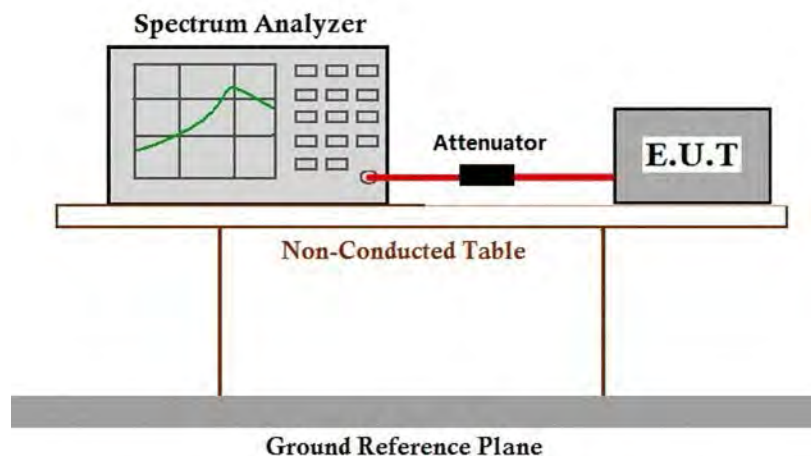 Spectrum Analyzer
Attenuator
E.U.T
Non-Conducted Table
Ground Reference Plane